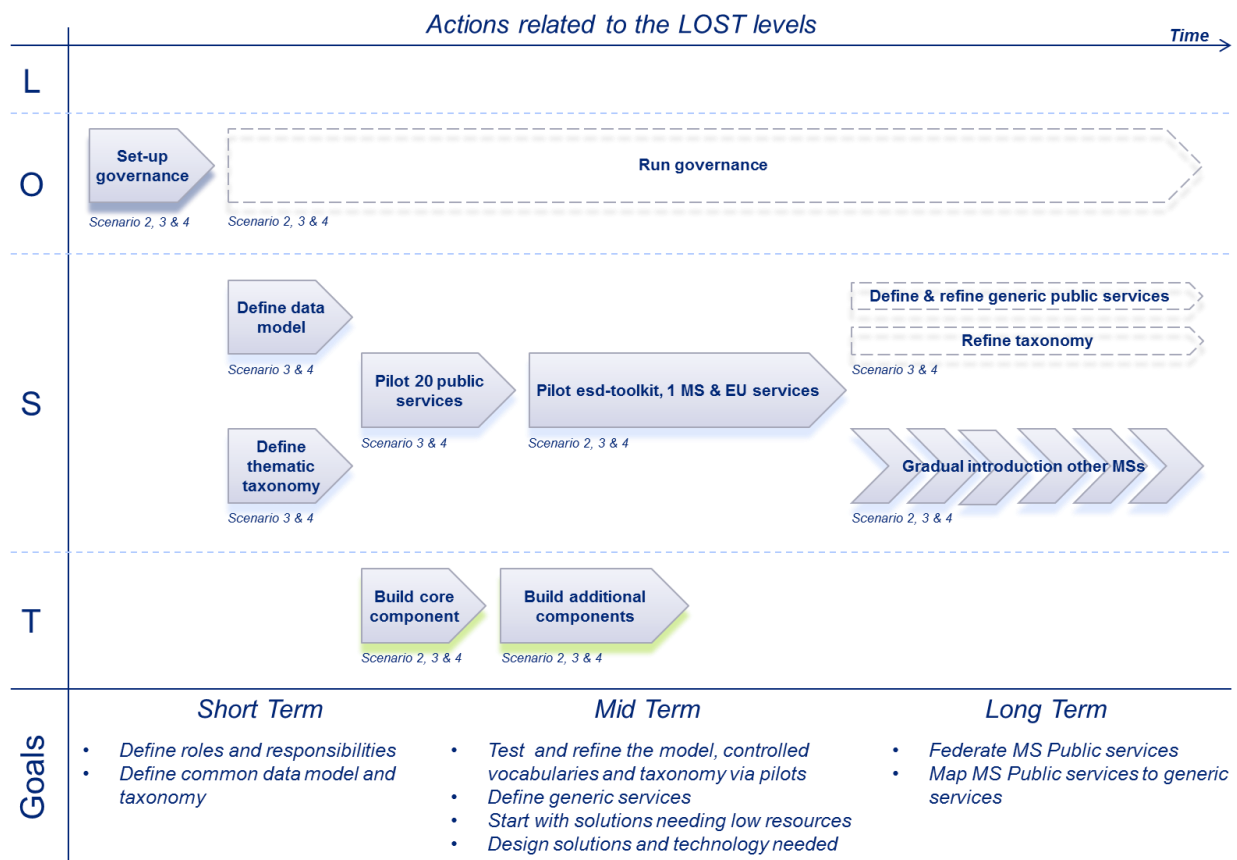 Actions related to the LOST levels
Time
L
O
Set-up
governance
Scenario 2, 3 & 4
Run governance
Scenario 2, 3 & 4
S
Define data
model
Scenario 3 & 4
Define
thematic
taxonomy
Scenario 3 & 4
Pilot 20 public
services
Scenario 3 & 4
Pilot esd-toolkit, 1 MS & EU services
Scenario 2, 3 & 4
Define & refine generic public services
Refine taxonomy
Scenario 3 & 4
Gradual introduction other MSs
Scenario 2, 3 & 4
T
Build core
component
Scenario 2, 3 & 4
Build additional
components
Scenario 2, 3 & 4
Goals
Short Term
• Define roles and responsibilities
• Define common data model and
taxonomy
Mid Term
• Test and refine the model, controlled
vocabularies and taxonomy via pilots
• Define generic services
• Start with solutions needing low resources
• Design solutions and technology needed
Long Term
• Federate MS Public services
• Map MS Public services to generic
services